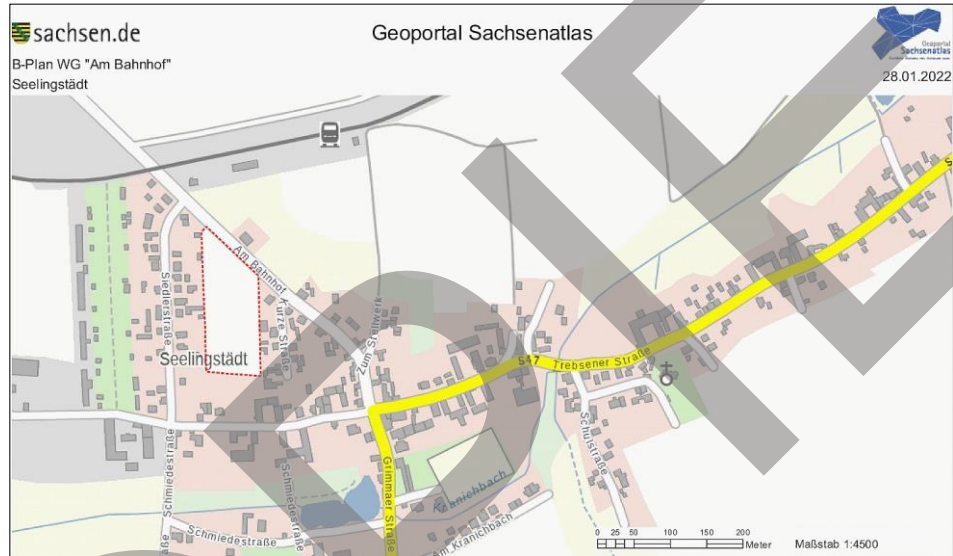 sachsen.de
Geoportal Sachsenatlas
Geoportal
Sachsenatlas
B-Plan WG "Am Bahnhof"
Seelingstädt
28.01.2022
Am Bahnhof
Siedlerstraße
Kurze Straße
Zum Stellwerk
Seelingstädt
S47
Trebsener Straße
Schulstraße
Schmiedestraße
Schmiedestraße
Grimmaer Straße
Kranichbach
Schmiedestraße
Am Kranichbach
0 25 50 100 150 200
Meter
Maßstab 1:4500